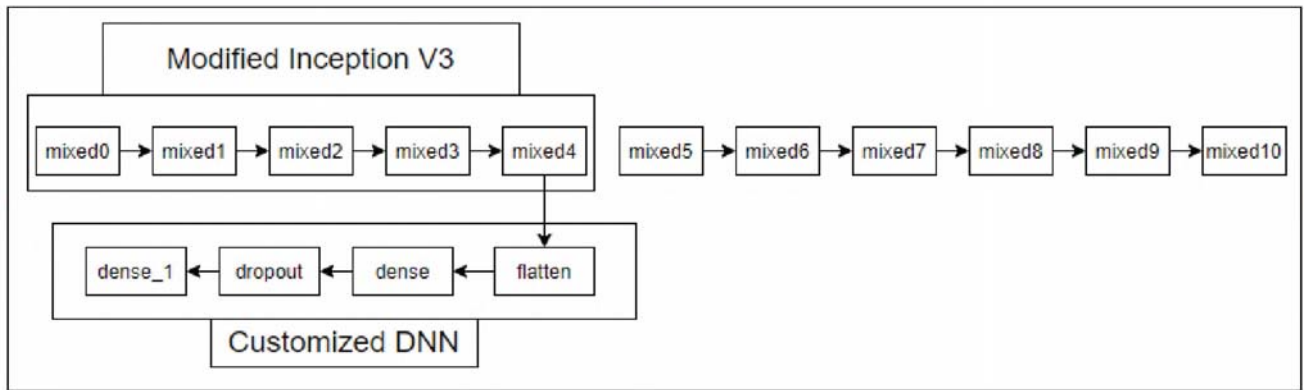 Modified Inception V3
mixed0 mixed1 mixed2 mixed3 mixed4 mixed5 mixed6 mixed7 mixed8 mixed9 mixed10
dense_1 dropout dense flatten
Customized DNN